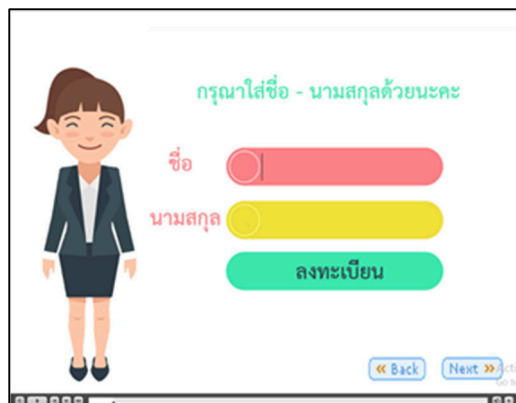 กรุณาใส่ชื่อ - นามสกุลด้วยนะคะ
ชื่อ
นามสกุล
ลงทะเบียน
« Back
Next »